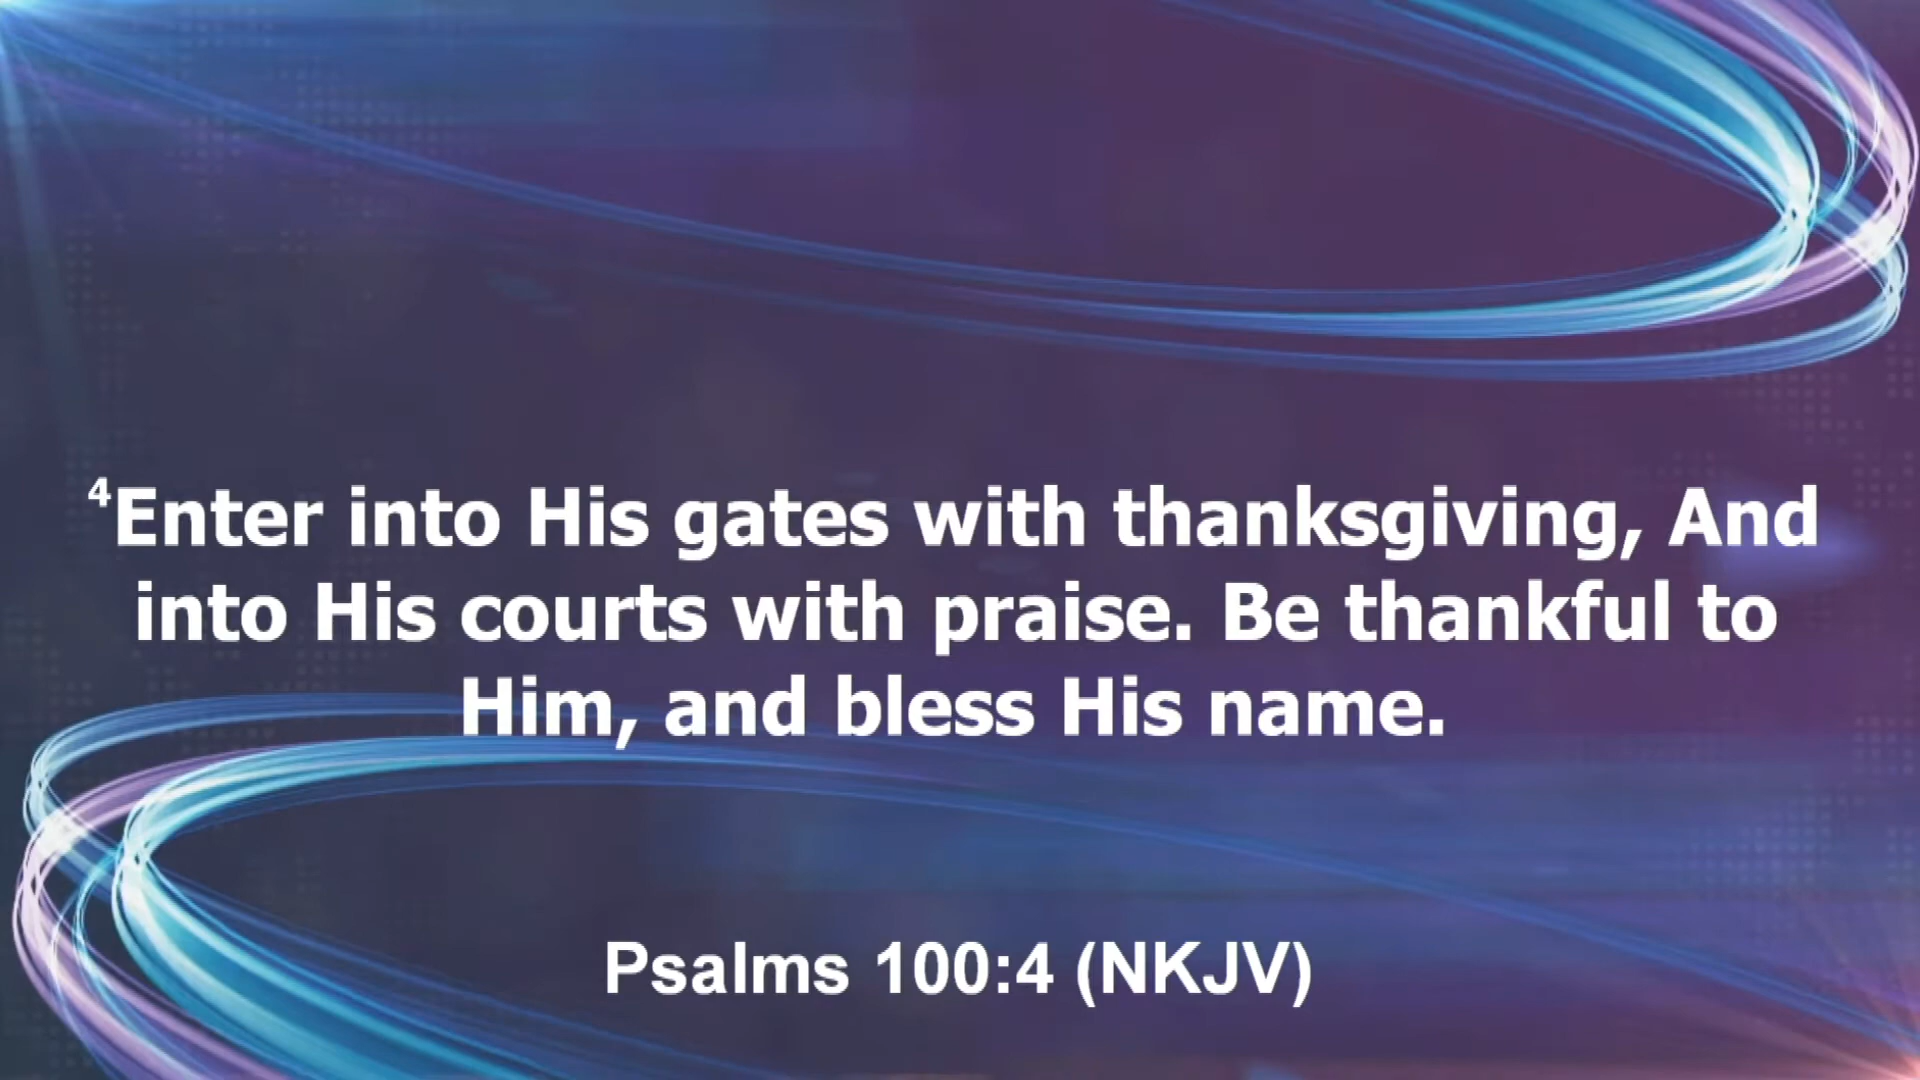 ⁴Enter into His gates with thanksgiving, And
into His courts with praise. Be thankful to
Him, and bless His name.
Psalms 100:4 (NKJV)